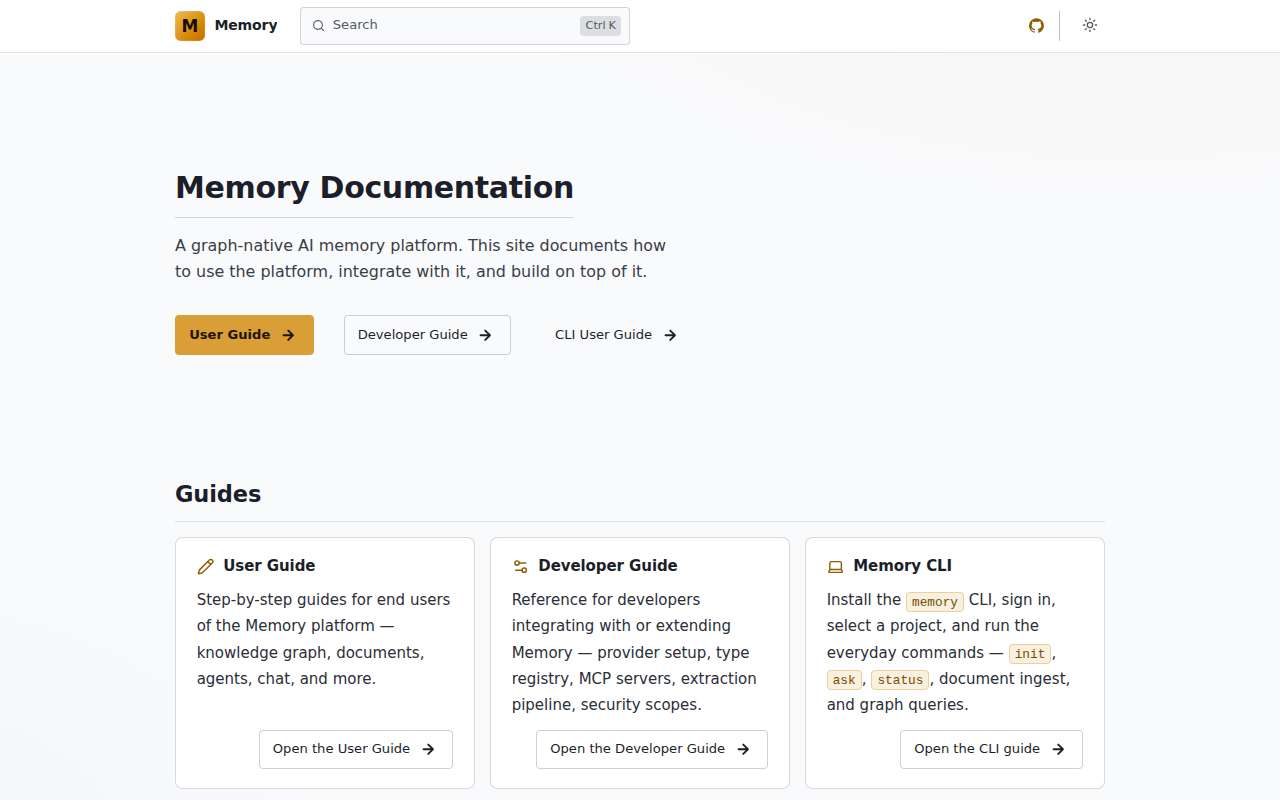 M Memory Search Ctrl K
Memory Documentation
A graph-native AI memory platform. This site documents how
to use the platform, integrate with it, and build on top of it.
User Guide → Developer Guide → CLI User Guide →
Guides
User Guide
Step-by-step guides for end users
of the Memory platform —
knowledge graph, documents,
agents, chat, and more.
Open the User Guide →
Developer Guide
Reference for developers
integrating with or extending
Memory — provider setup, type
registry, MCP servers, extraction
pipeline, security scopes.
Open the Developer Guide →
Memory CLI
Install the memory CLI, sign in,
select a project, and run the
everyday commands — init,
ask, status, document ingest,
and graph queries.
Open the CLI guide →